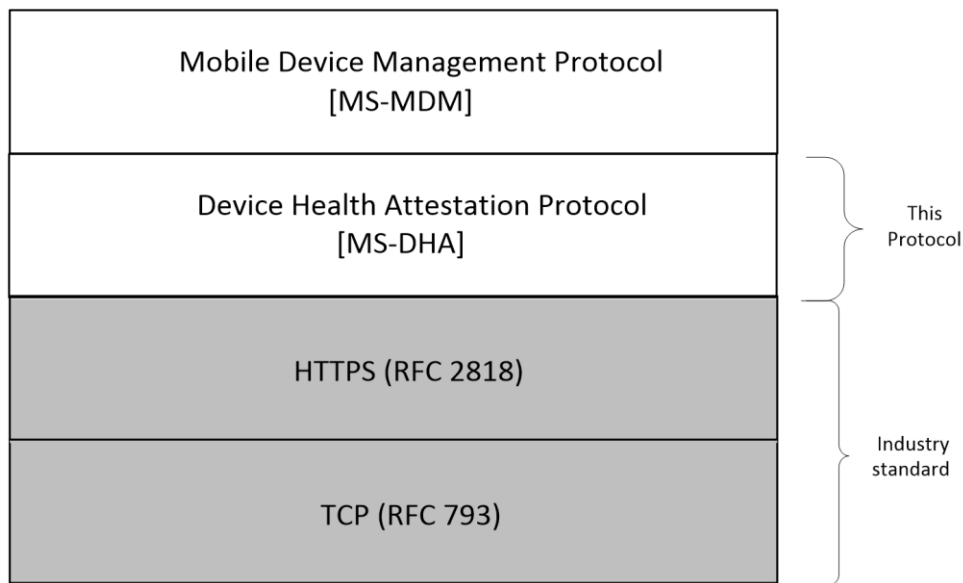 Mobile Device Management Protocol
[MS-MDM]
Device Health Attestation Protocol
[MS-DHA]
This
Protocol
HTTPS (RFC 2818)
Industry
standard
TCP (RFC 793)